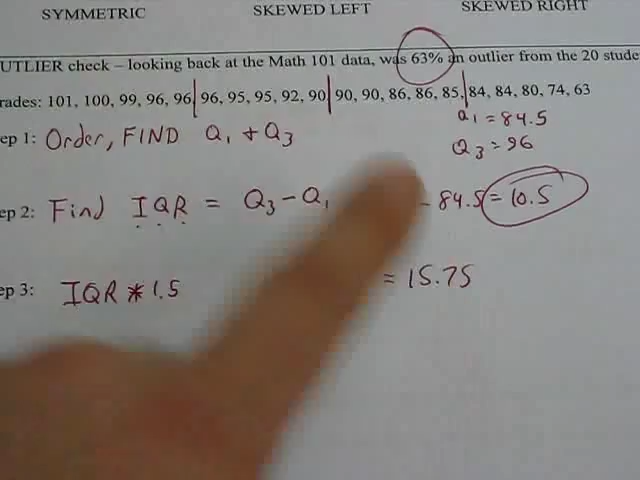 SYMMETRIC SKEWED LEFT SKEWED RIGHT
UTLIER check – looking back at the Math 101 data, was 63% an outlier from the 20 stude
rades: 101, 100, 99, 96, 96, 96, 95, 95, 92, 90, 90, 90, 86, 86, 85, 84, 84, 80, 74, 63
Q1 = 84.5
ep 1: Order, FIND Q1 + Q3
Q3 = 96
ep 2: Find IQR = Q3 - Q1 - 84.5 = 10.5
ep 3: IQR * 1.5 = 15.75